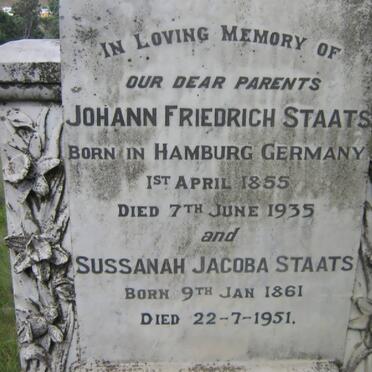 IN LOVING MEMORY OF
OUR DEAR PARENTS
JOHANN FRIEDRICH STAATS
BORN IN HAMBURG GERMANY
1ST APRIL 1855
DIED 7TH JUNE 1935
and
SUSSANAH JACOBA STAATS
BORN 9TH JAN 1861
DIED 22-7-1951.